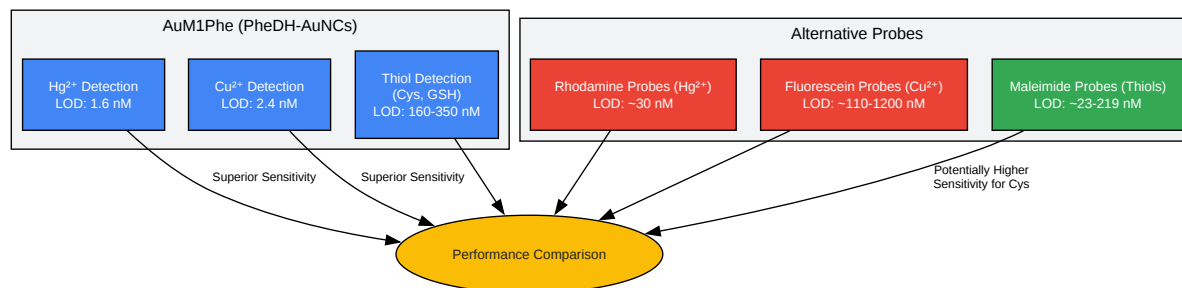 AuM1Phe (PheDH-AuNCs)
Hg²⁺ Detection
LOD: 1.6 nM
Cu²⁺ Detection
LOD: 2.4 nM
Thiol Detection
(Cys, GSH)
LOD: 160-350 nM
Alternative Probes
Rhodamine Probes (Hg²⁺)
LOD: ~30 nM
Fluorescein Probes (Cu²⁺)
LOD: ~110-1200 nM
Maleimide Probes (Thiols)
LOD: ~23-219 nM
Superior Sensitivity
Superior Sensitivity
Potentially Higher
Sensitivity for Cys
Performance Comparison